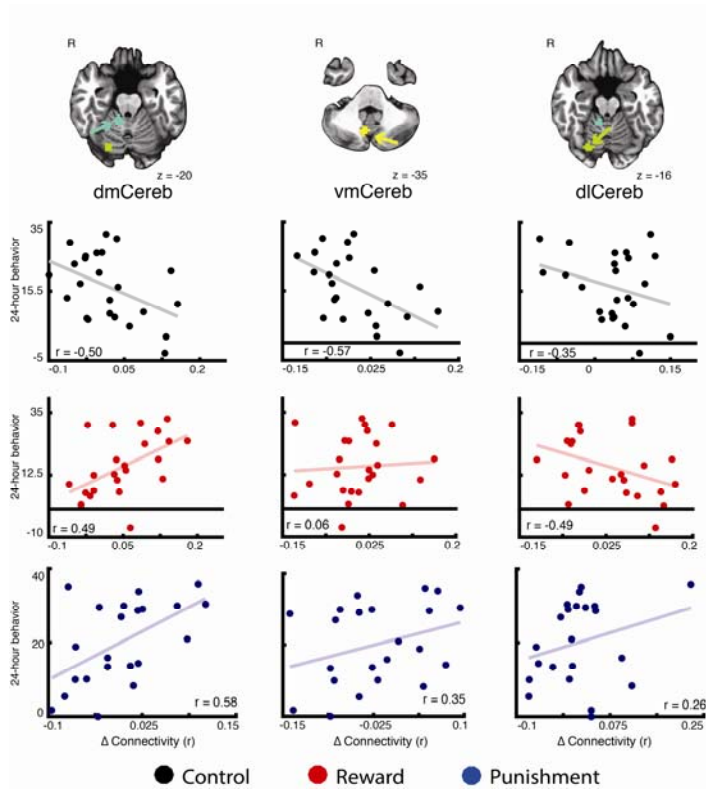 R R R
z = -20 z = -35 z = -16
dmCereb vmCereb dlCereb
24-hour behavior
35
15.5
-5
r = -0.50
-0.1 0.05 0.2
r = -0.57
-0.15 0.025 0.2
r = -0.35
-0.15 0 0.15
24-hour behavior
35
12.5
-10
r = 0.49
-0.1 0.05 0.2
r = 0.06
-0.15 0.025 0.2
r = -0.49
-0.15 0.025 0.2
24-hour behavior
40
20
0
r = 0.58
-0.1 0.025 0.15
r = 0.35
-0.15 -0.025 0.1
r = 0.26
-0.1 0.075 0.25
Δ Connectivity (r) Δ Connectivity (r) Δ Connectivity (r)
Control Reward Punishment